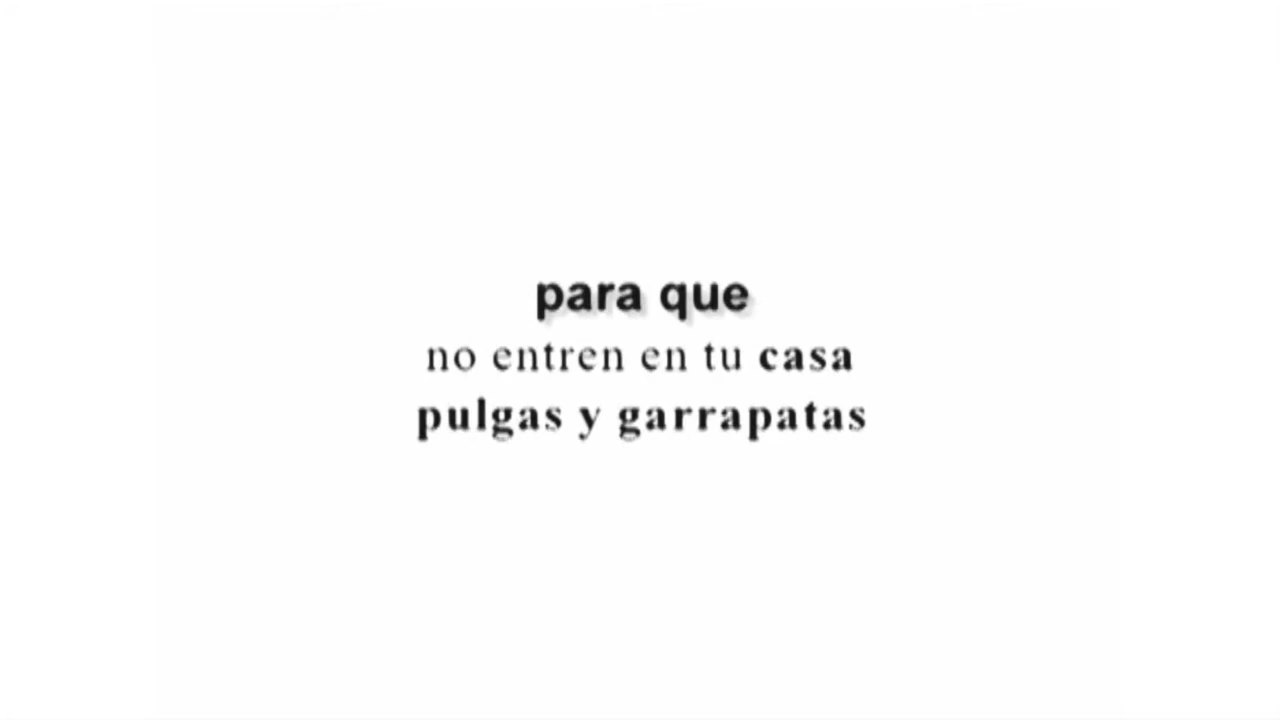 para que
no entren en tu casa
pulgas y garrapatas